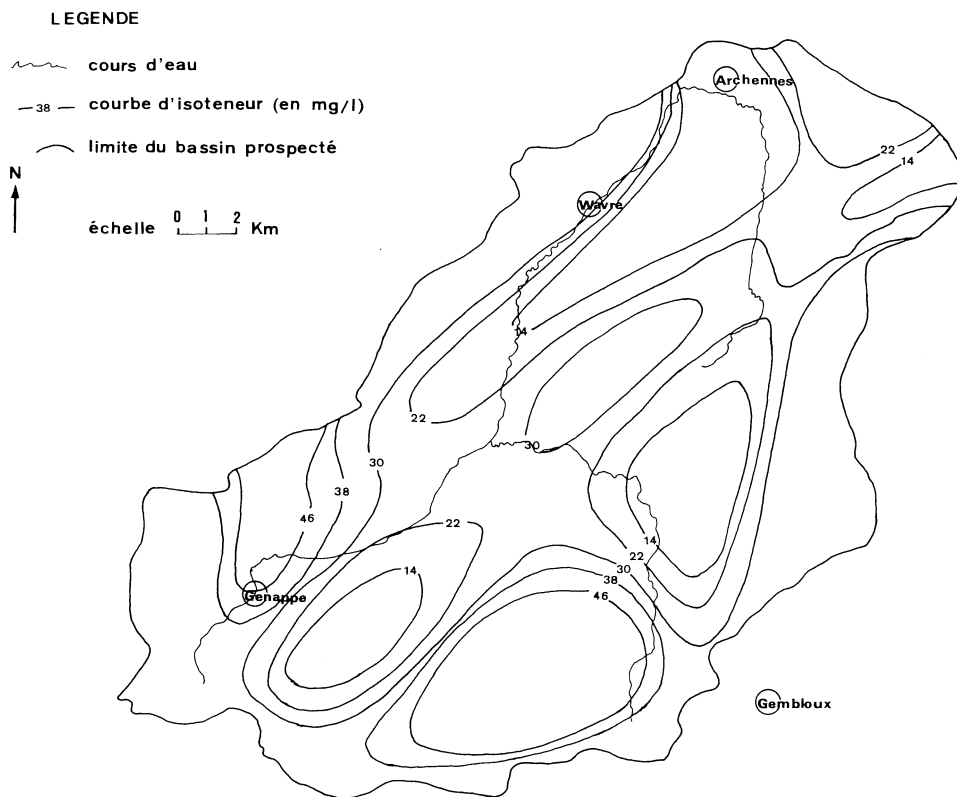 LEGENDE
cours d'eau
38 courbe d'isoteneur (en mg/l)
limite du bassin prospecté
N
échelle 0 1 2 Km
Archennes
22
14
Wavre
14
22
30
30
38
46
22
14
22
14
30
38
46
Genappe
Gembloux